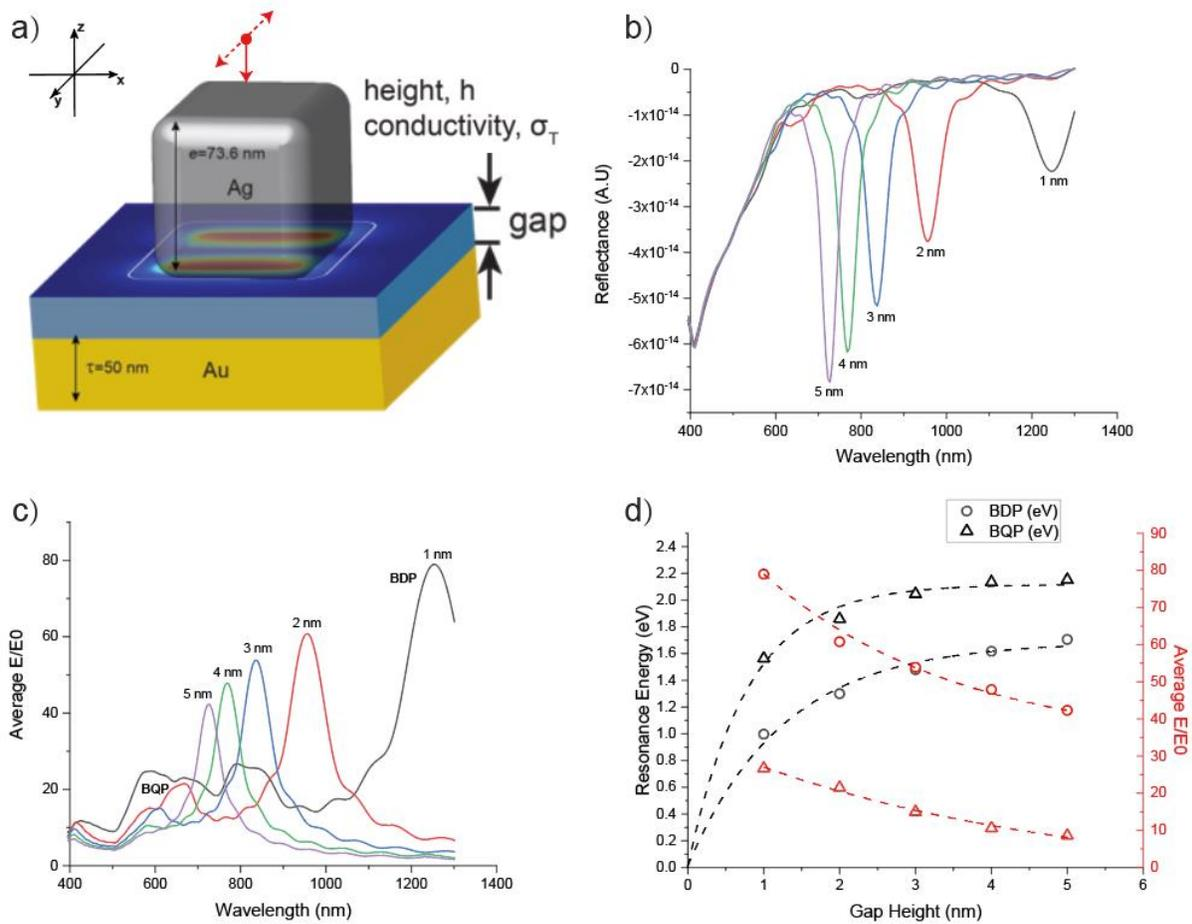 a)
z
x
y
height, h
conductivity, σT
e=73.6 nm
Ag
gap
τ=50 nm
Au
b)
0
-1x10-14
-2x10-14
-3x10-14
-4x10-14
-5x10-14
-6x10-14
-7x10-14
Reflectance (A.U)
1 nm
2 nm
3 nm
4 nm
5 nm
400 600 800 1000 1200 1400
Wavelength (nm)
c)
80
60
40
20
0
Average E/E0
1 nm
BDP
2 nm
3 nm
4 nm
5 nm
BQP
400 600 800 1000 1200 1400
Wavelength (nm)
d)
BDP (eV)
BQP (eV)
2.4
2.2
2.0
1.8
1.6
1.4
1.2
1.0
0.8
0.6
0.4
0.2
0.0
Resonance Energy (eV)
90
80
70
60
50
40
30
20
10
0
Average E/E0
0 1 2 3 4 5 6
Gap Height (nm)